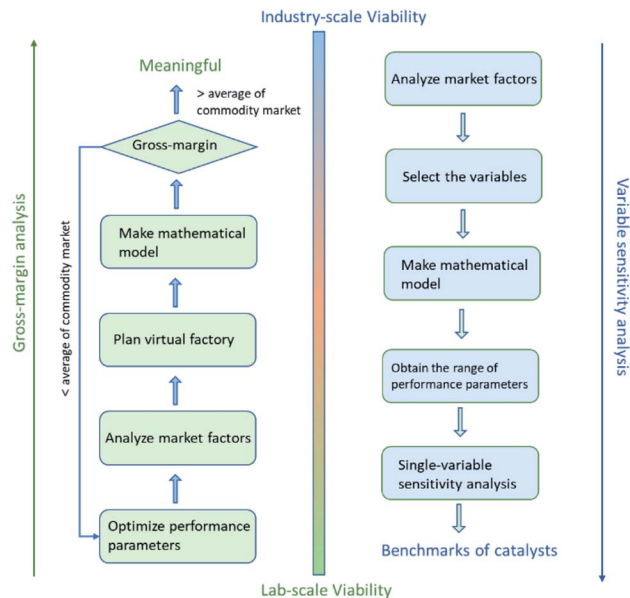 Industry-scale Viability
Meaningful
> average of
commodity market
Gross-margin
Make mathematical
model
Plan virtual factory
Analyze market factors
Optimize performance
parameters
Gross-margin analysis
< average of commodity market
Analyze market factors
Select the variables
Make mathematical
model
Obtain the range of
performance parameters
Single-variable
sensitivity analysis
Benchmarks of catalysts
Variable sensitivity analysis
Lab-scale Viability